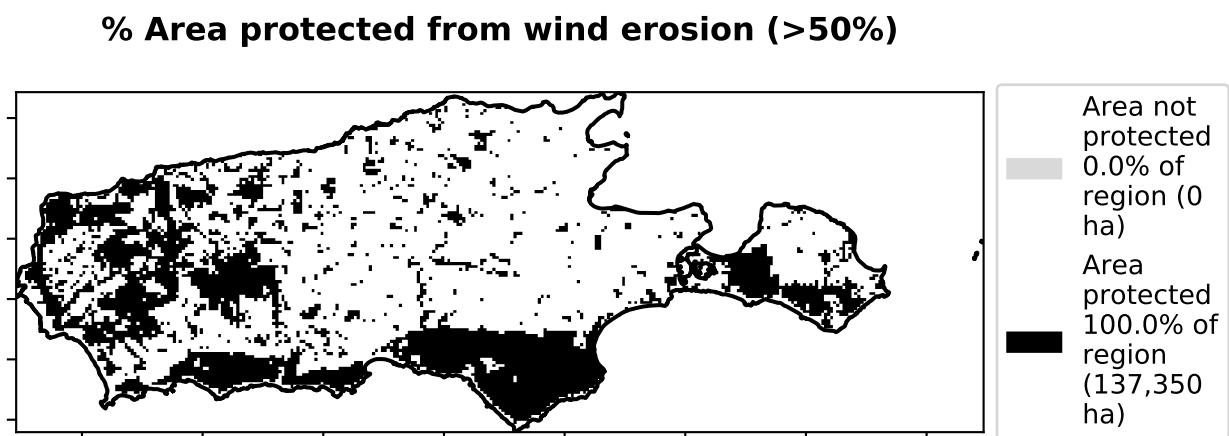 % Area protected from wind erosion (>50%)
Area not
protected
0.0% of
region (0
ha)
Area
protected
100.0% of
region
(137,350
ha)